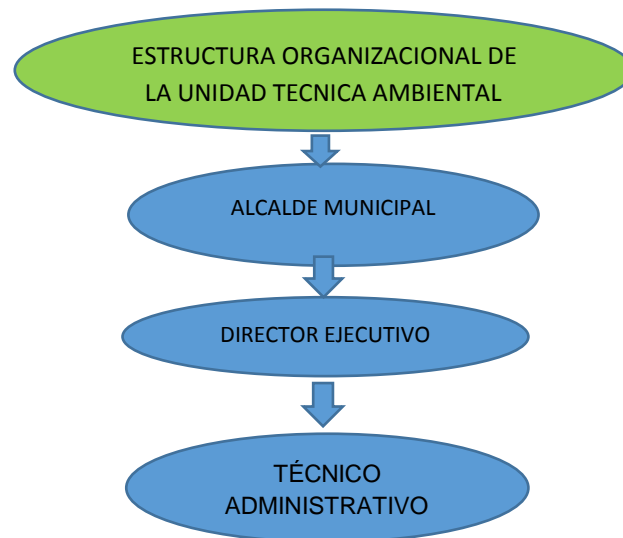 ESTRUCTURA ORGANIZACIONAL DE
LA UNIDAD TECNICA AMBIENTAL
ALCALDE MUNICIPAL
DIRECTOR EJECUTIVO
TÉCNICO
ADMINISTRATIVO